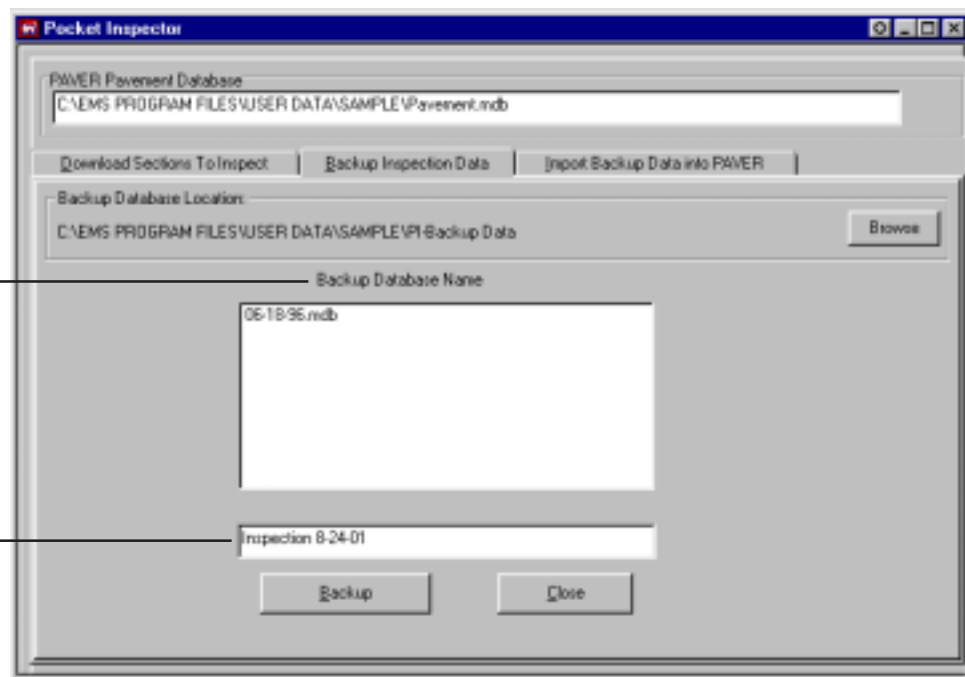 Pocket Inspector
PAVER Pavement Database
C:\EMS PROGRAM FILES\USER DATA\SAMPLE\Pavement.mdb
Download Sections To Inspect
Backup Inspection Data
Import Backup Data into PAVER
Backup Database Location:
C:\EMS PROGRAM FILES\USER DATA\SAMPLE\PI-Backup Data
Browse
Backup Database Name
06-18-96.mdb
Inspection 8-24-01
Backup
Close